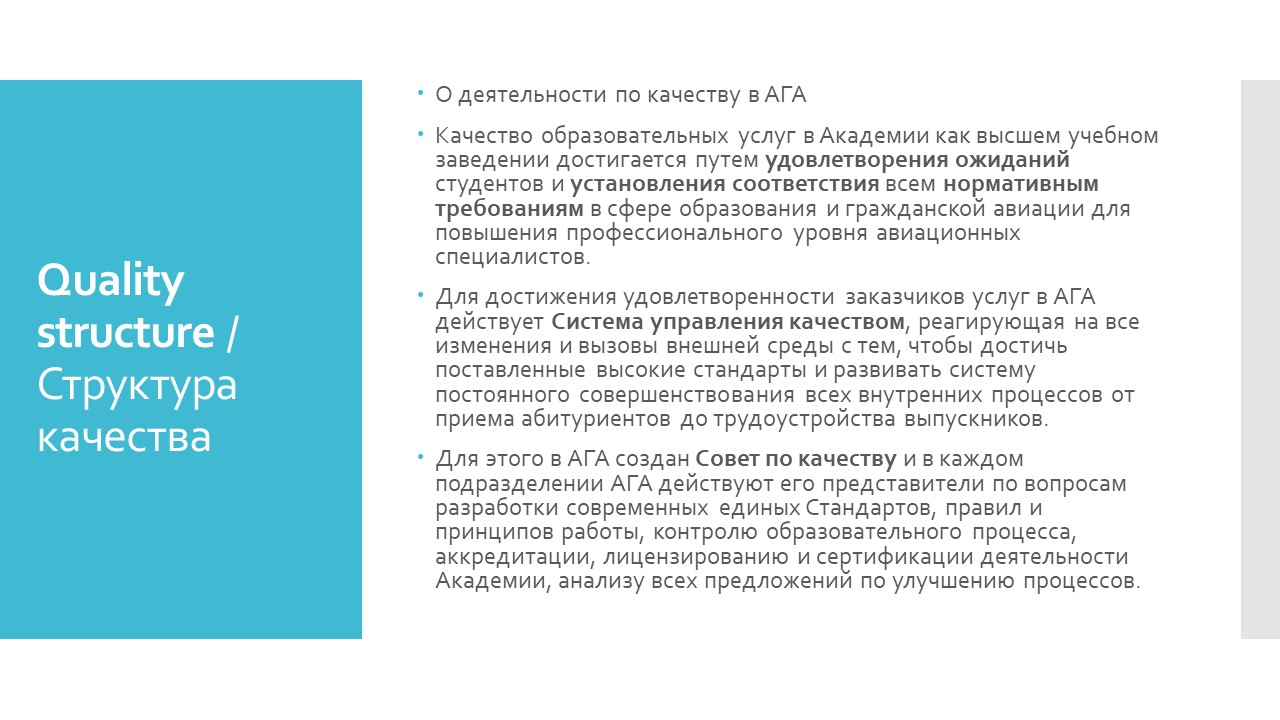 Quality
structure /
Структура
качества
• О деятельности по качеству в АГА
• Качество образовательных услуг в Академии как высшем учебном
заведении достигается путем удовлетворения ожиданий
студентов и установления соответствия всем нормативным
требованиям в сфере образования и гражданской авиации для
повышения профессионального уровня авиационных
специалистов.
• Для достижения удовлетворенности заказчиков услуг в АГА
действует Система управления качеством, реагирующая на все
изменения и вызовы внешней среды с тем, чтобы достичь
поставленные высокие стандарты и развивать систему
постоянного совершенствования всех внутренних процессов от
приема абитуриентов до трудоустройства выпускников.
• Для этого в АГА создан Совет по качеству и в каждом
подразделении АГА действуют его представители по вопросам
разработки современных единых Стандартов, правил и
принципов работы, контролю образовательного процесса,
аккредитации, лицензированию и сертификации деятельности
Академии, анализу всех предложений по улучшению процессов.